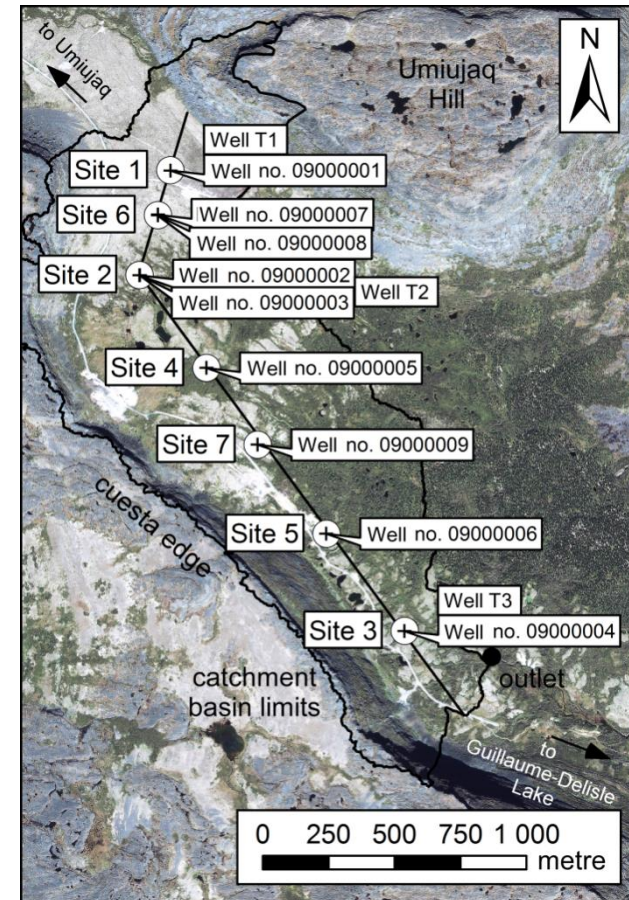 to Umiujaq
Umiujaq
Hill
N
Well T1
Site 1
Well no. 09000001
Site 6
Well no. 09000007
Well no. 09000008
Site 2
Well no. 09000002
Well no. 09000003
Well T2
Site 4
Well no. 09000005
Site 7
Well no. 09000009
cuesta edge
Site 5
Well no. 09000006
Well T3
Site 3
Well no. 09000004
outlet
catchment
basin limits
to
Guillaume-Delisle
Lake
0 250 500 750 1 000
metre